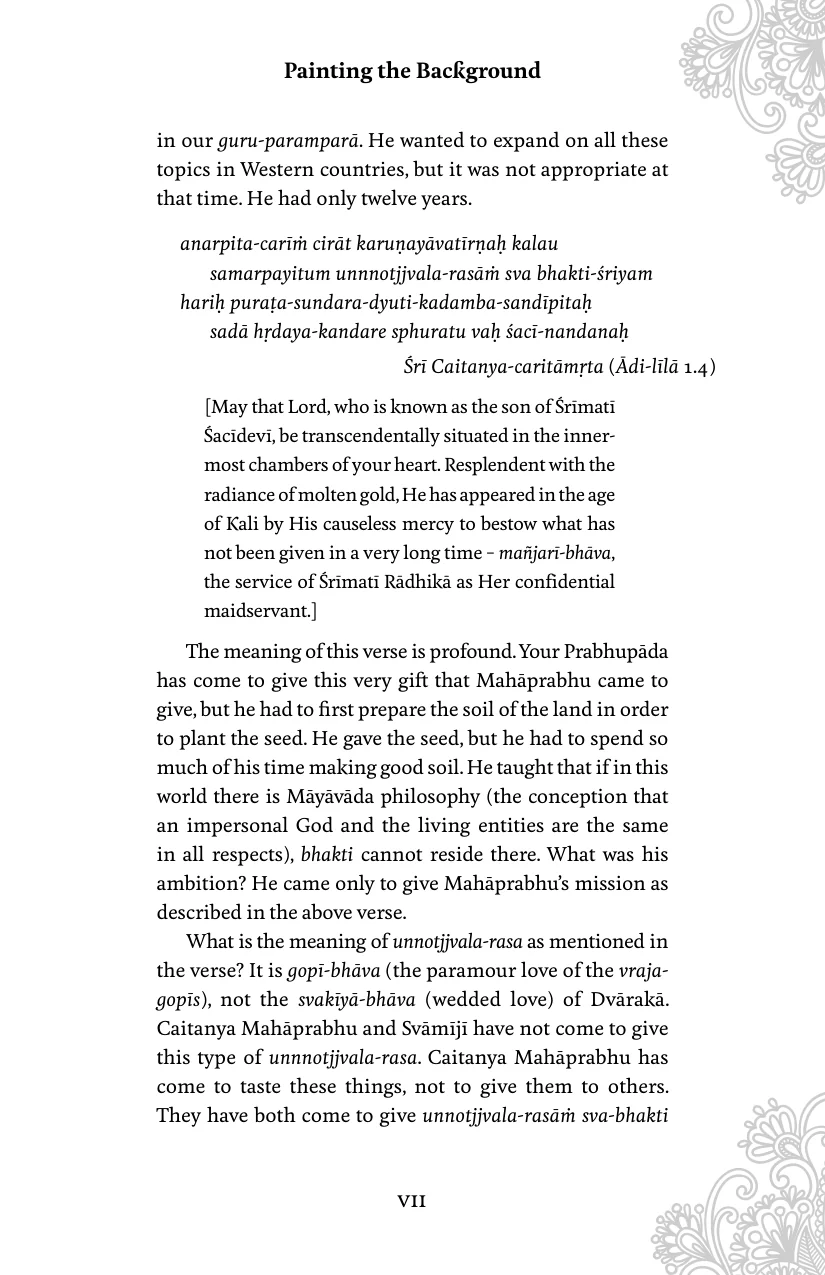 Painting the Background
in our guru-paramparā. He wanted to expand on all these
topics in Western countries, but it was not appropriate at
that time. He had only twelve years.
anarpita-carīṁ cirāt karuṇayāvatīrṇaḥ kalau
samarpayitum unnnotjjvala-rasāṁ sva bhakti-śriyam
hariḥ puraṭa-sundara-dyuti-kadamba-sandīpitaḥ
sadā hṛdaya-kandare sphuratu vaḥ śacī-nandanaḥ
Śrī Caitanya-caritāmṛta (Ādi-līlā 1.4)
[May that Lord, who is known as the son of Śrīmatī
Śacīdevī, be transcendentally situated in the inner-
most chambers of your heart. Resplendent with the
radiance of molten gold, He has appeared in the age
of Kali by His causeless mercy to bestow what has
not been given in a very long time – mañjarī-bhāva,
the service of Śrīmatī Rādhikā as Her confidential
maidservant.]
The meaning of this verse is profound. Your Prabhupāda
has come to give this very gift that Mahāprabhu came to
give, but he had to first prepare the soil of the land in order
to plant the seed. He gave the seed, but he had to spend so
much of his time making good soil. He taught that if in this
world there is Māyāvāda philosophy (the conception that
an impersonal God and the living entities are the same
in all respects), bhakti cannot reside there. What was his
ambition? He came only to give Mahāprabhu’s mission as
described in the above verse.
What is the meaning of unnotjjvala-rasa as mentioned in
the verse? It is gopī-bhāva (the paramour love of the vraja-
gopīs), not the svakīyā-bhāva (wedded love) of Dvārakā.
Caitanya Mahāprabhu and Svāmījī have not come to give
this type of unnnotjjvala-rasa. Caitanya Mahāprabhu has
come to taste these things, not to give them to others.
They have both come to give unnotjjvala-rasāṁ sva-bhakti
VII